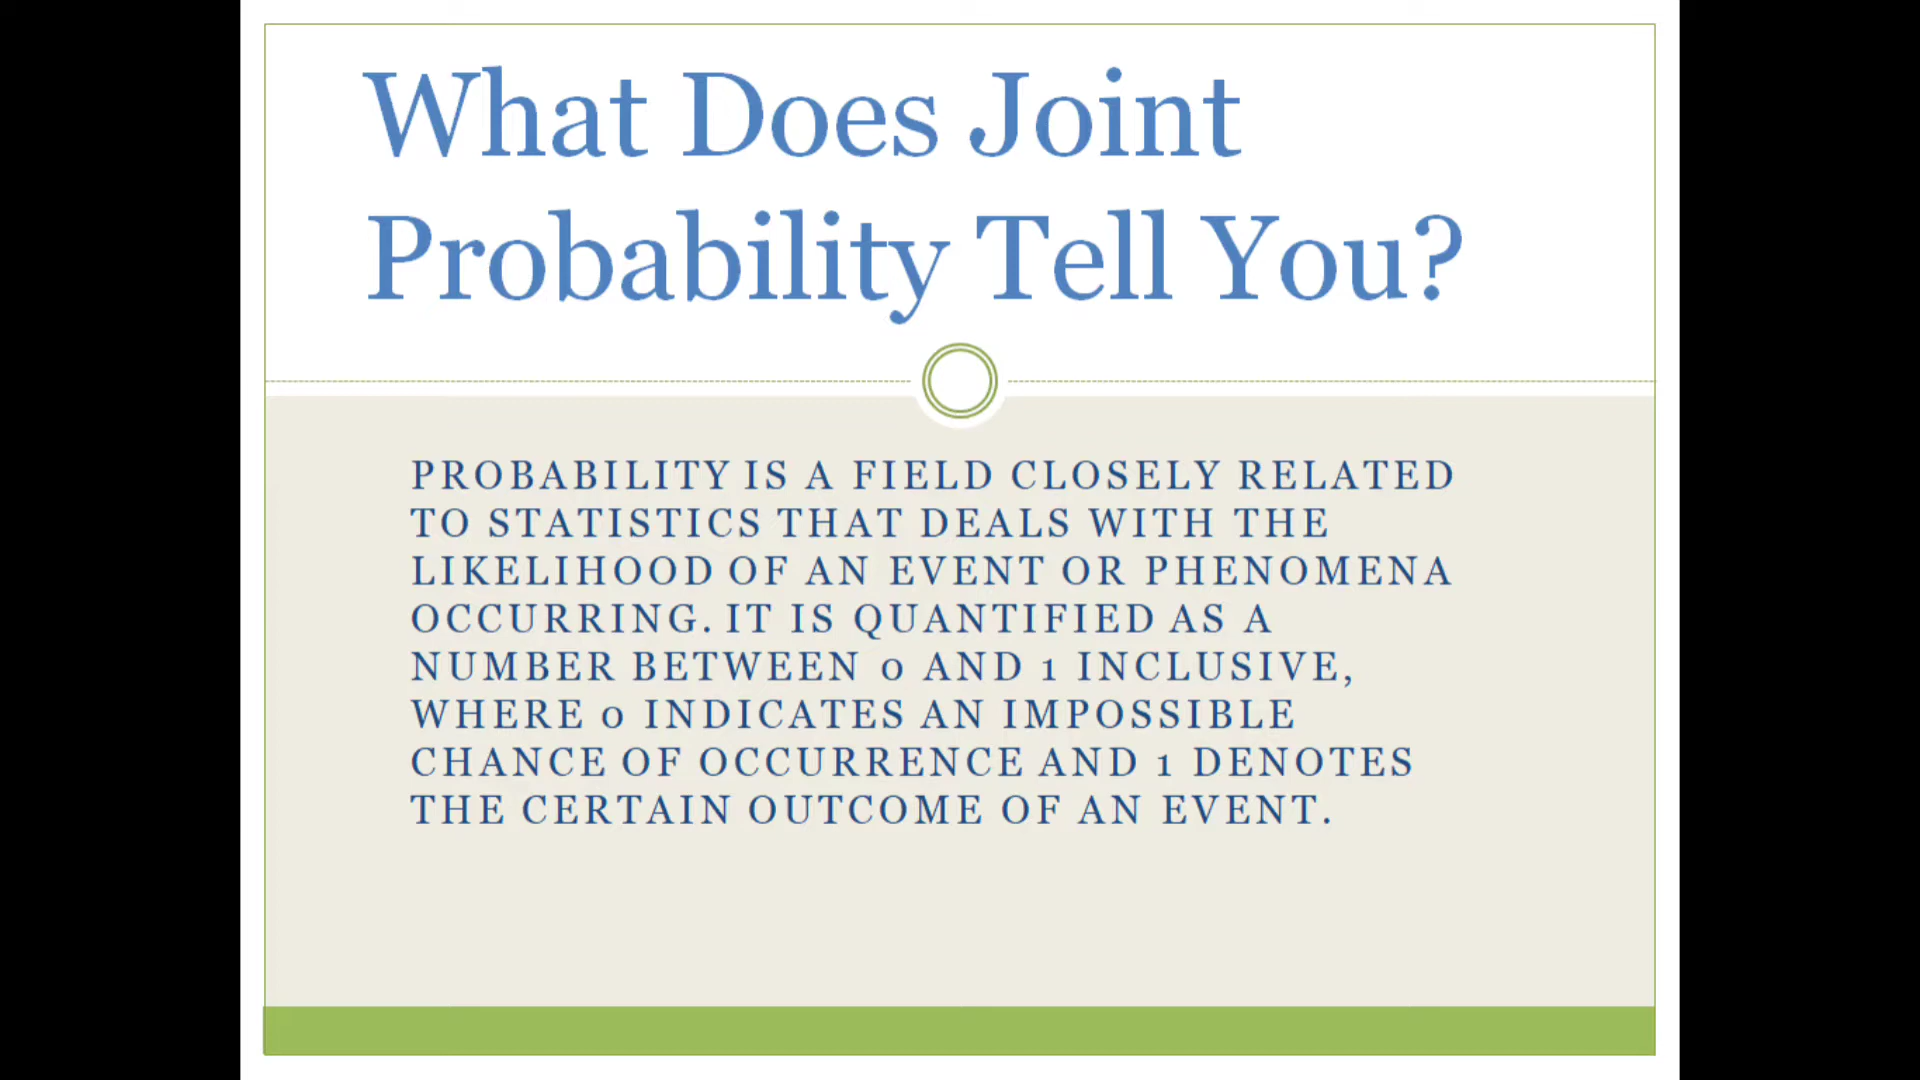 What Does Joint
Probability Tell You?
PROBABILITY IS A FIELD CLOSELY RELATED
TO STATISTICS THAT DEALS WITH THE
LIKELIHOOD OF AN EVENT OR PHENOMENA
OCCURRING. IT IS QUANTIFIED AS A
NUMBER BETWEEN 0 AND 1 INCLUSIVE,
WHERE 0 INDICATES AN IMPOSSIBLE
CHANCE OF OCCURRENCE AND 1 DENOTES
THE CERTAIN OUTCOME OF AN EVENT.